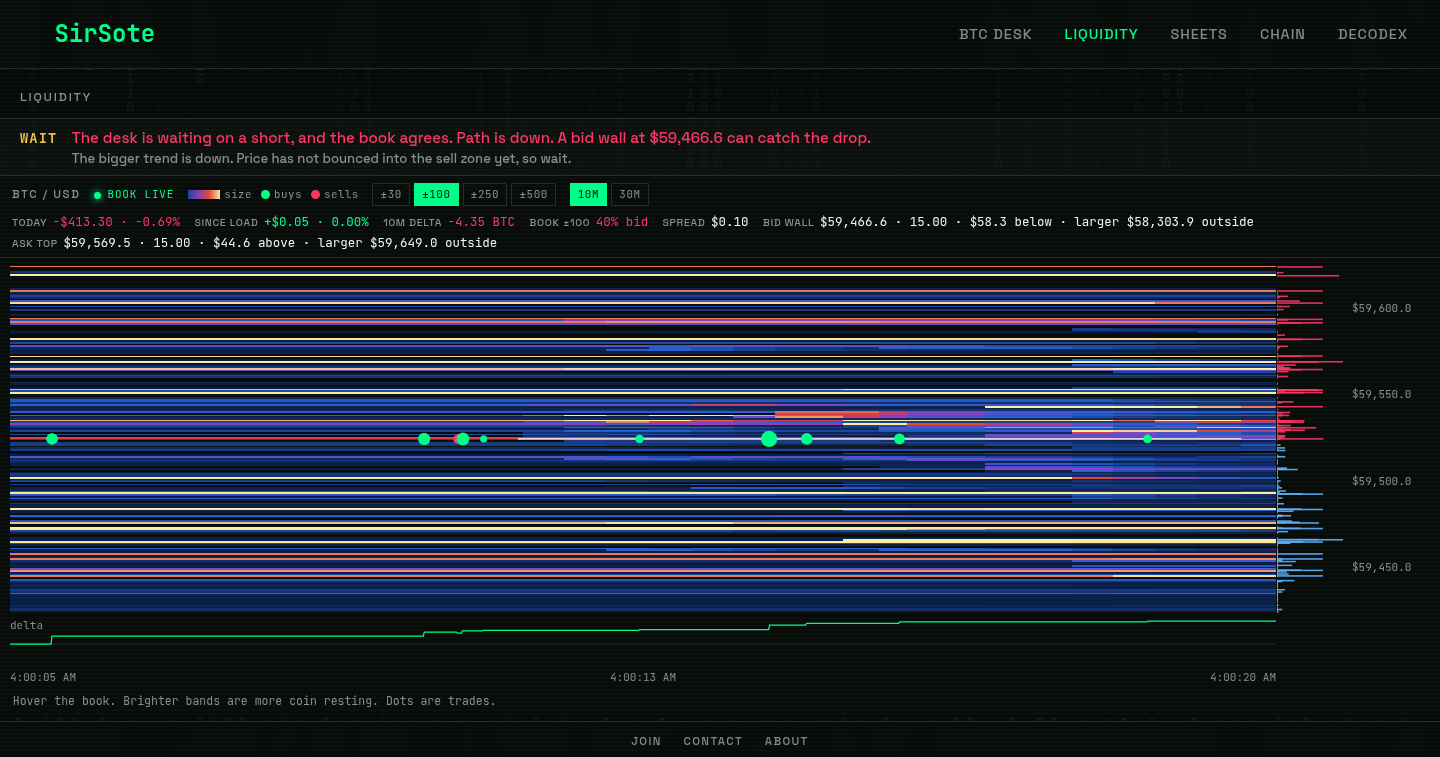 SirSote
BTC DESK LIQUIDITY SHEETS CHAIN DECODEX
LIQUIDITY
WAIT The desk is waiting on a short, and the book agrees. Path is down. A bid wall at $59,466.6 can catch the drop.
The bigger trend is down. Price has not bounced into the sell zone yet, so wait.
BTC / USD BOOK LIVE size buys sells ±30 ±100 ±250 ±500 10M 30M
TODAY -$413.30 · -0.69% SINCE LOAD +$0.05 · 0.00% 10M DELTA -4.35 BTC BOOK ±100 40% bid SPREAD $0.10 BID WALL $59,466.6 · 15.00 · $58.3 below · larger $58,303.9 outside
ASK TOP $59,569.5 · 15.00 · $44.6 above · larger $59,649.0 outside
$59,600.0
$59,550.0
$59,500.0
$59,450.0
delta
4:00:05 AM 4:00:13 AM 4:00:20 AM
Hover the book. Brighter bands are more coin resting. Dots are trades.
JOIN CONTACT ABOUT